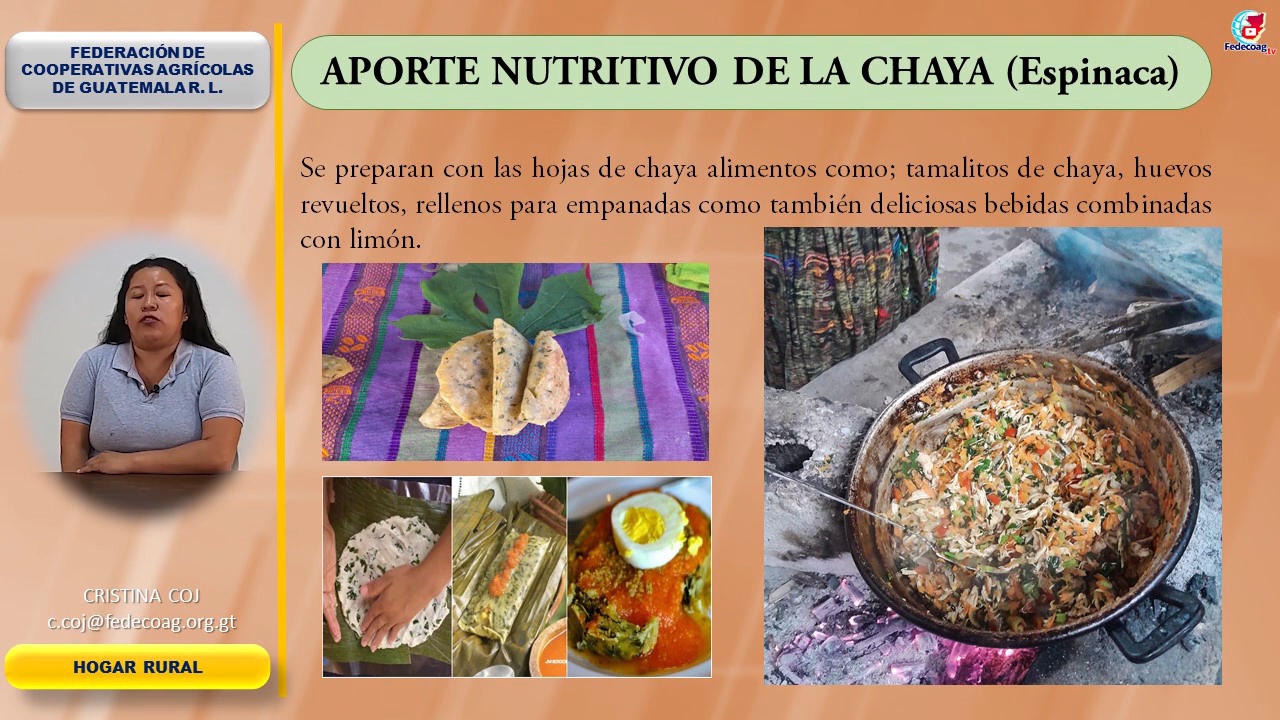 FEDERACIÓN DE
COOPERATIVAS AGRÍCOLAS
DE GUATEMALA R. L.
APORTE NUTRITIVO DE LA CHAYA (Espinaca)
Fedecoag tv
Se preparan con las hojas de chaya alimentos como; tamalitos de chaya, huevos
revueltos, rellenos para empanadas como también deliciosas bebidas combinadas
con limón.
CRISTINA COJ
c.coj@fedecoag.org.gt
HOGAR RURAL